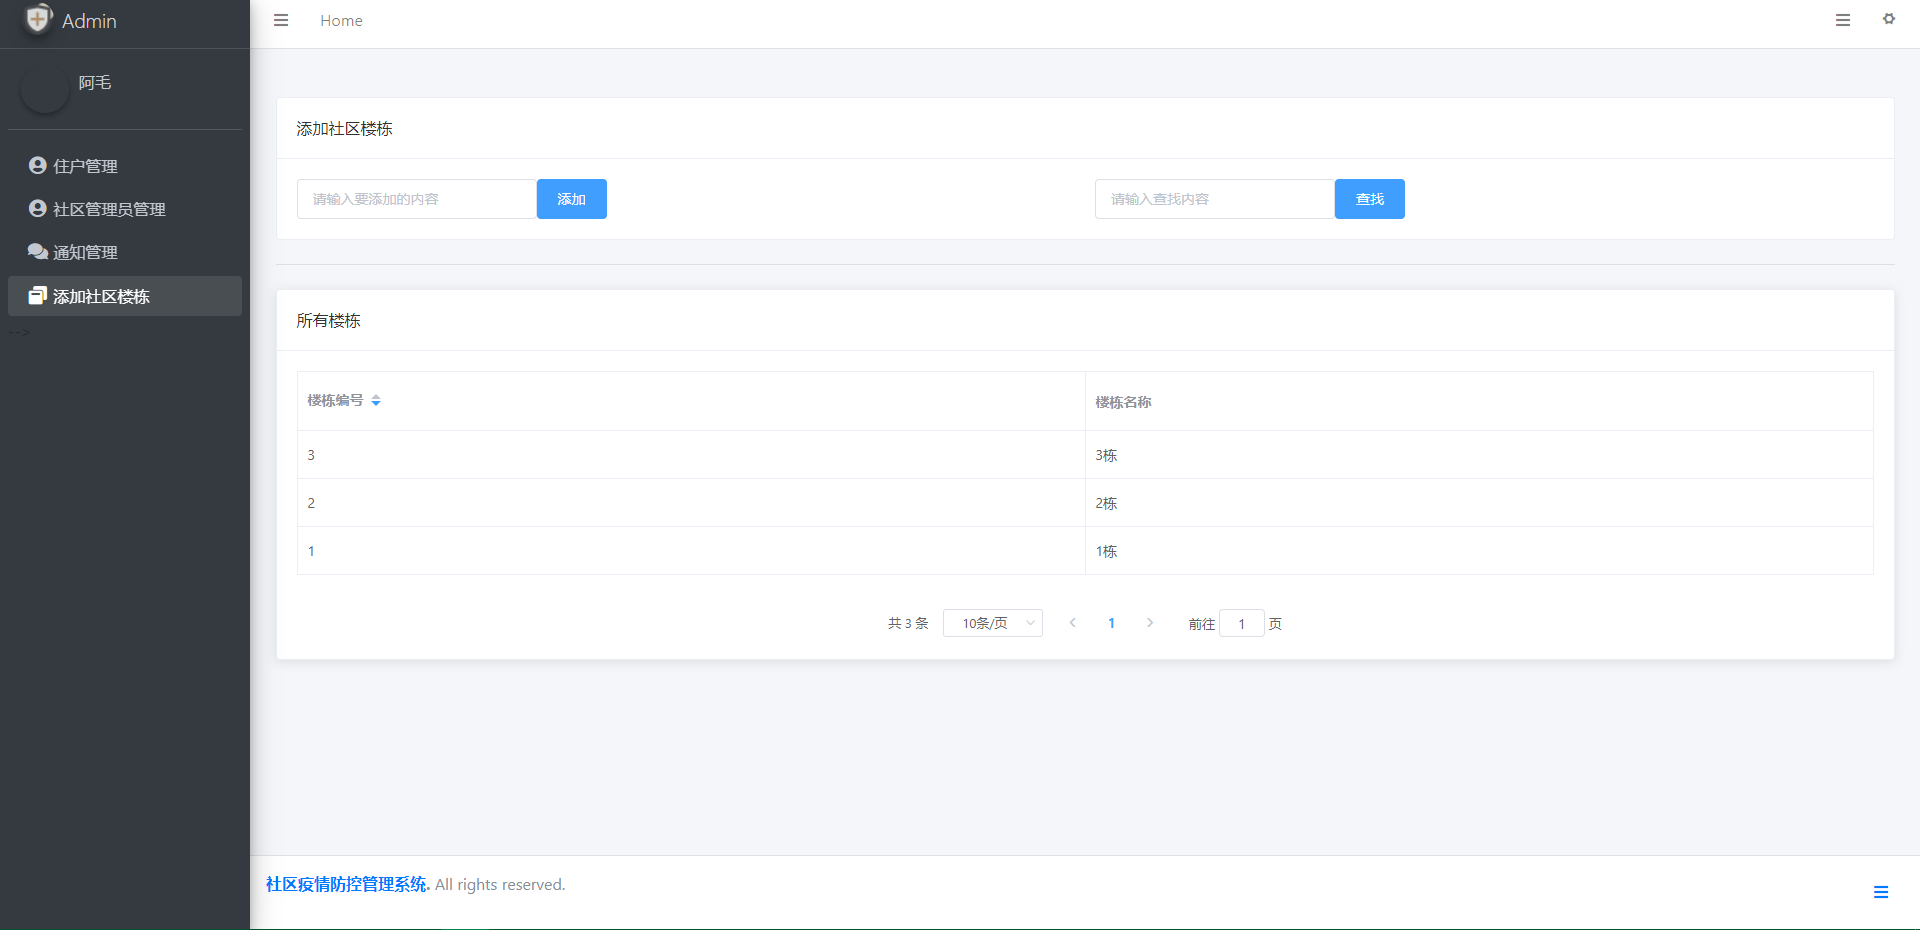 Admin
Home
阿毛
住户管理
社区管理员管理
通知管理
添加社区楼栋
-->
添加社区楼栋
请输入要添加的内容 添加 请输入查找内容 查找
所有楼栋
楼栋编号 楼栋名称
3 3栋
2 2栋
1 1栋
共 3 条 10条/页 1 前往 1 页
社区疫情防控管理系统. All rights reserved.